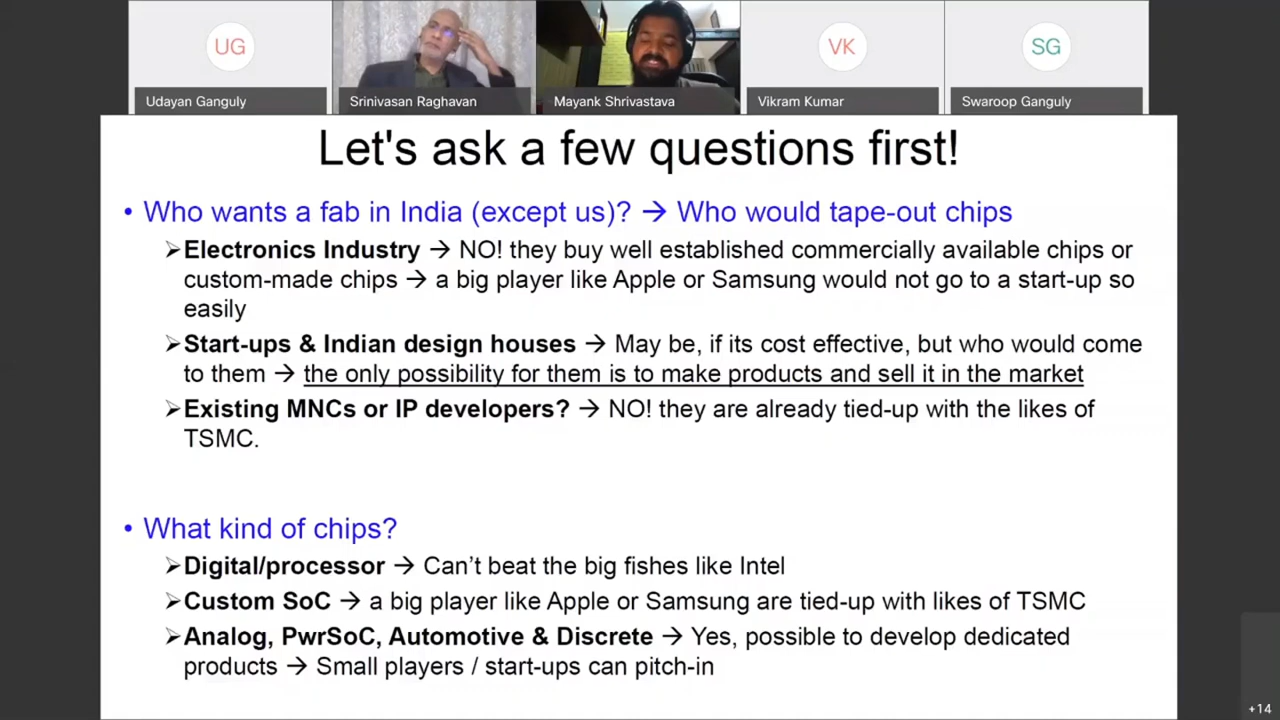 UG
VK
SG
Udayan Ganguly
Srinivasan Raghavan
Mayank Shrivastava
Vikram Kumar
Swaroop Ganguly
Let's ask a few questions first!
• Who wants a fab in India (except us)? → Who would tape-out chips
➢Electronics Industry → NO! they buy well established commercially available chips or
custom-made chips → a big player like Apple or Samsung would not go to a start-up so
easily
➢Start-ups & Indian design houses → May be, if its cost effective, but who would come
to them → the only possibility for them is to make products and sell it in the market
➢Existing MNCs or IP developers? → NO! they are already tied-up with the likes of
TSMC.
• What kind of chips?
➢Digital/processor → Can’t beat the big fishes like Intel
➢Custom SoC → a big player like Apple or Samsung are tied-up with likes of TSMC
➢Analog, PwrSoC, Automotive & Discrete → Yes, possible to develop dedicated
products → Small players / start-ups can pitch-in
+14